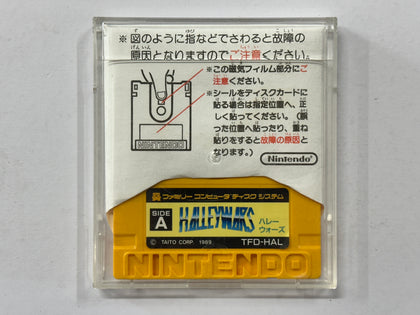 ※図のように指などでさわると故障の
原因となりますのでご注意ください。
※この磁気フィルム部分にご
注意ください。
※シールをディスクカードに
貼る場合は指定位置へ、正
しく貼ってください。(誤
った位置へ貼ったり、重ね
貼りをすると故障の原因と
なります。)
NINTENDO
Nintendo
ファミリー コンピュータ ディスク システム
SIDE
A
HALLEY WARS
ハレー
ウォーズ
© TAITO CORP. 1989
TFD-HAL
NINTENDO